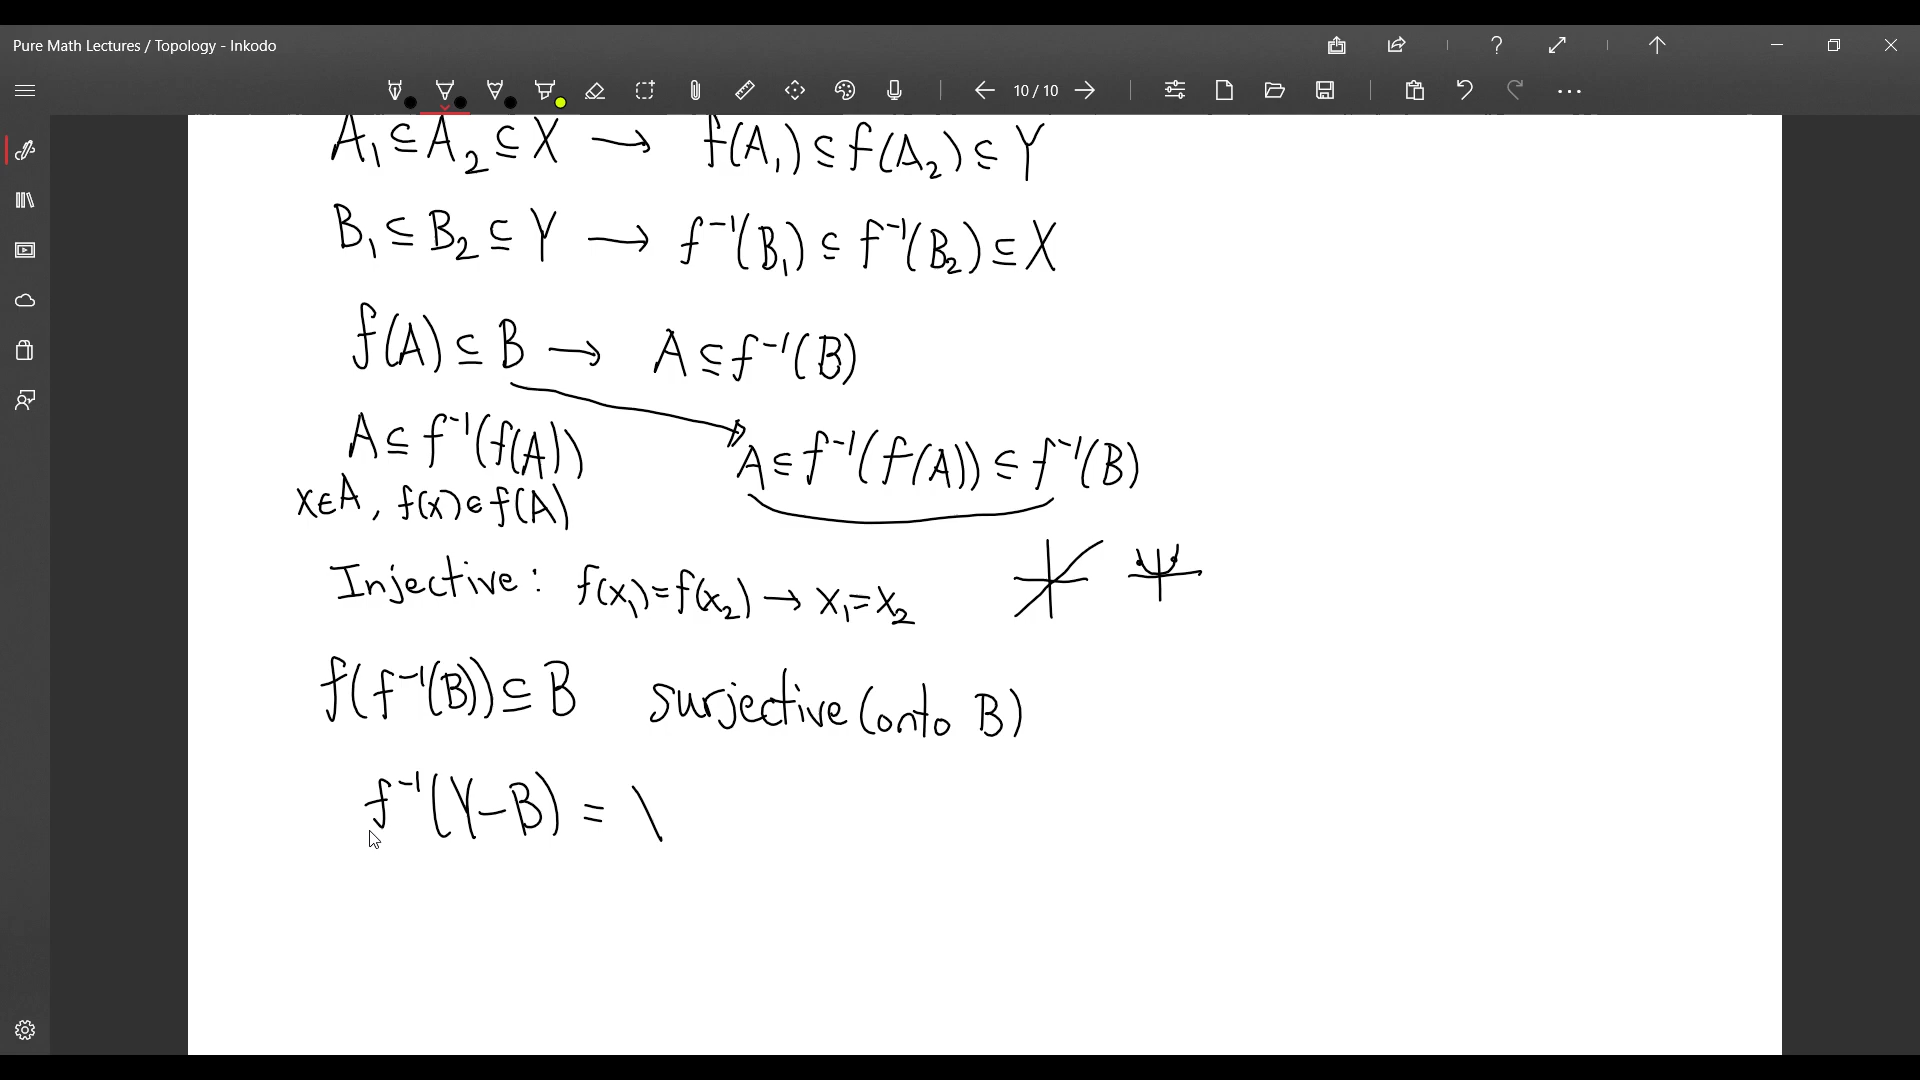 Pure Math Lectures / Topology - Inkodo
10 / 10
A₁ ⊆ A₂ ⊆ X → f(A₁) ⊆ f(A₂) ⊆ Y
B₁ ⊆ B₂ ⊆ Y → f⁻¹(B₁) ⊆ f⁻¹(B₂) ⊆ X
f(A) ⊆ B → A ⊆ f⁻¹(B)
A ⊆ f⁻¹(f(A))
A ⊆ f⁻¹(f(A)) ⊆ f⁻¹(B)
x ∈ A, f(x) ∈ f(A)
Injective: f(x₁) = f(x₂) → x₁ = x₂
f(f⁻¹(B)) ⊆ B surjective (onto B)
f⁻¹(Y − B) = \